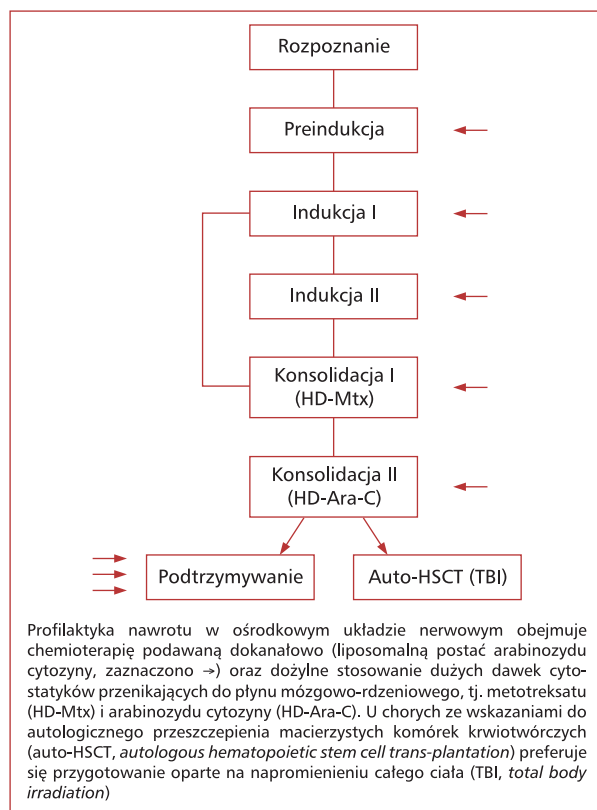 Rozpoznanie
Preindukcja
Indukcja I
Indukcja II
Konsolidacja I
(HD-Mtx)
Konsolidacja II
(HD-Ara-C)
Podtrzymywanie
Auto-HSCT (TBI)
Profilaktyka nawrotu w ośrodkowym układzie nerwowym obejmuje
chemioterapię podawaną dokanałowo (liposomalną postać arabinozydu
cytozyny, zaznaczono →) oraz dożylne stosowanie dużych dawek cyto-
statyków przenikających do płynu mózgowo-rdzeniowego, tj. metotreksatu
(HD-Mtx) i arabinozydu cytozyny (HD-Ara-C). U chorych ze wskazaniami do
autologicznego przeszczepienia macierzystych komórek krwiotwórczych
(auto-HSCT, autologous hematopoietic stem cell trans-plantation) preferuje
się przygotowanie oparte na napromienieniu całego ciała (TBI, total body
irradiation)